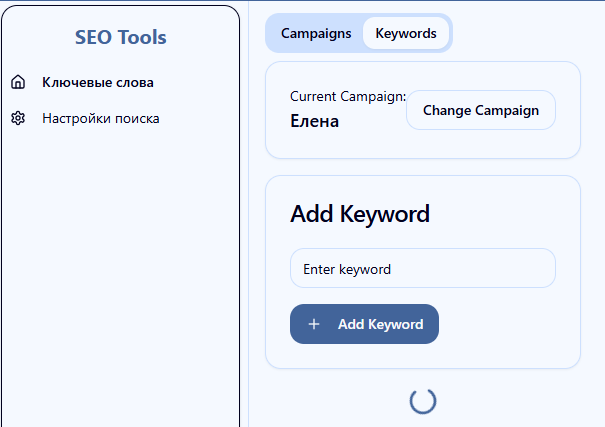 SEO Tools
Ключевые слова
Настройки поиска
Campaigns Keywords
Current Campaign:
Елена
Change Campaign
Add Keyword
Enter keyword
+ Add Keyword